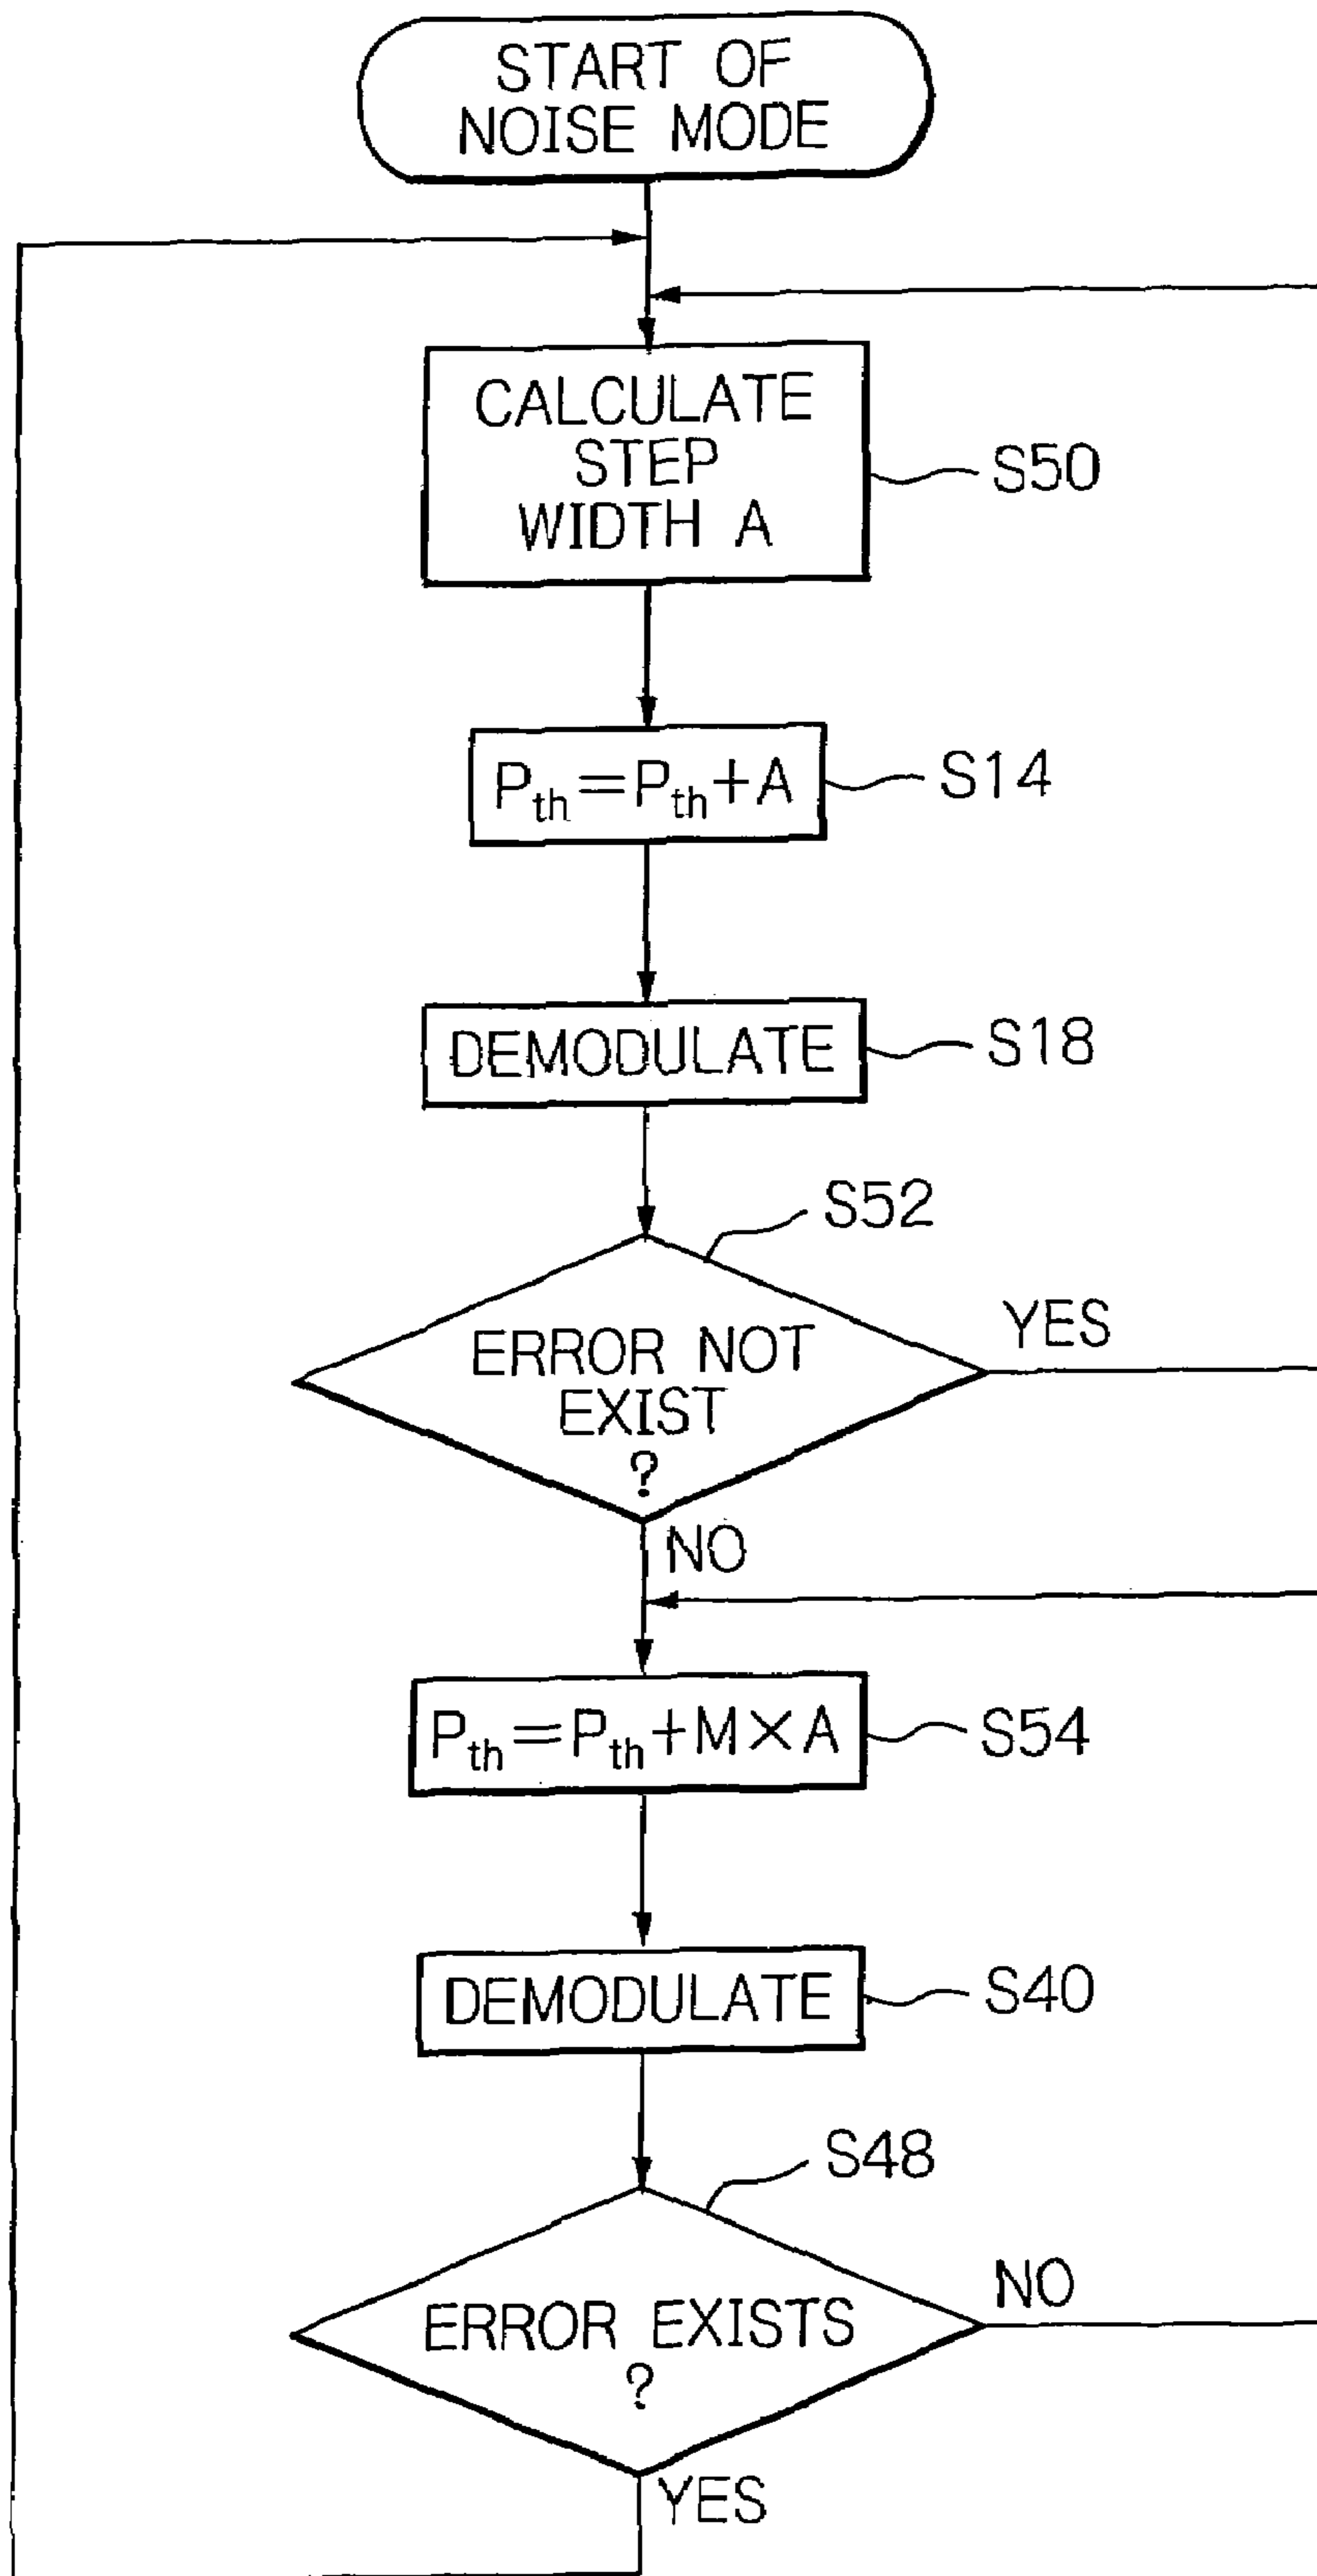 START OF
NOISE MODE
CALCULATE
STEP
WIDTH A
S50
Pth=Pth+A
S14
DEMODULATE
S18
S52
ERROR NOT
EXIST
?
YES
NO
Pth=Pth+M×A
S54
DEMODULATE
S40
S48
ERROR EXISTS
?
NO
YES